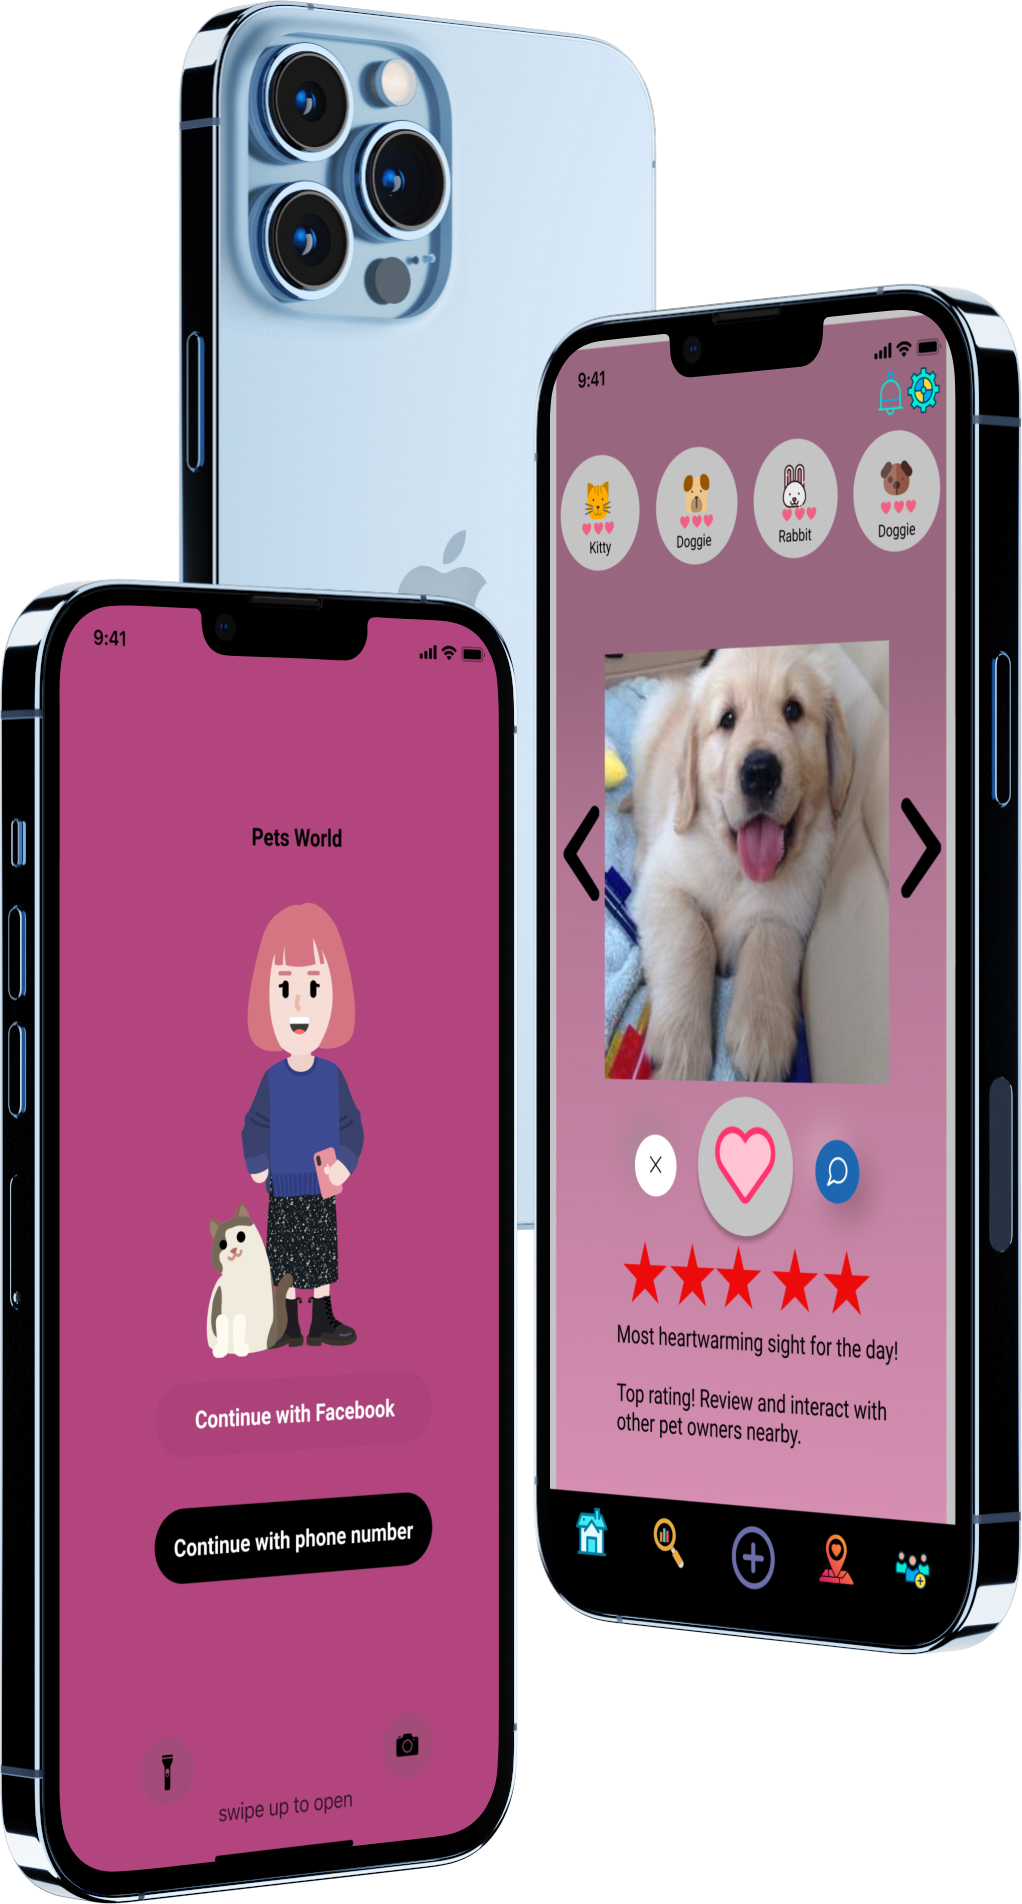 9:41
Pets World
Continue with Facebook
Continue with phone number
swipe up to open
9:41
Kitty
Doggie
Rabbit
Doggie
Most heartwarming sight for the day!
Top rating! Review and interact with
other pet owners nearby.